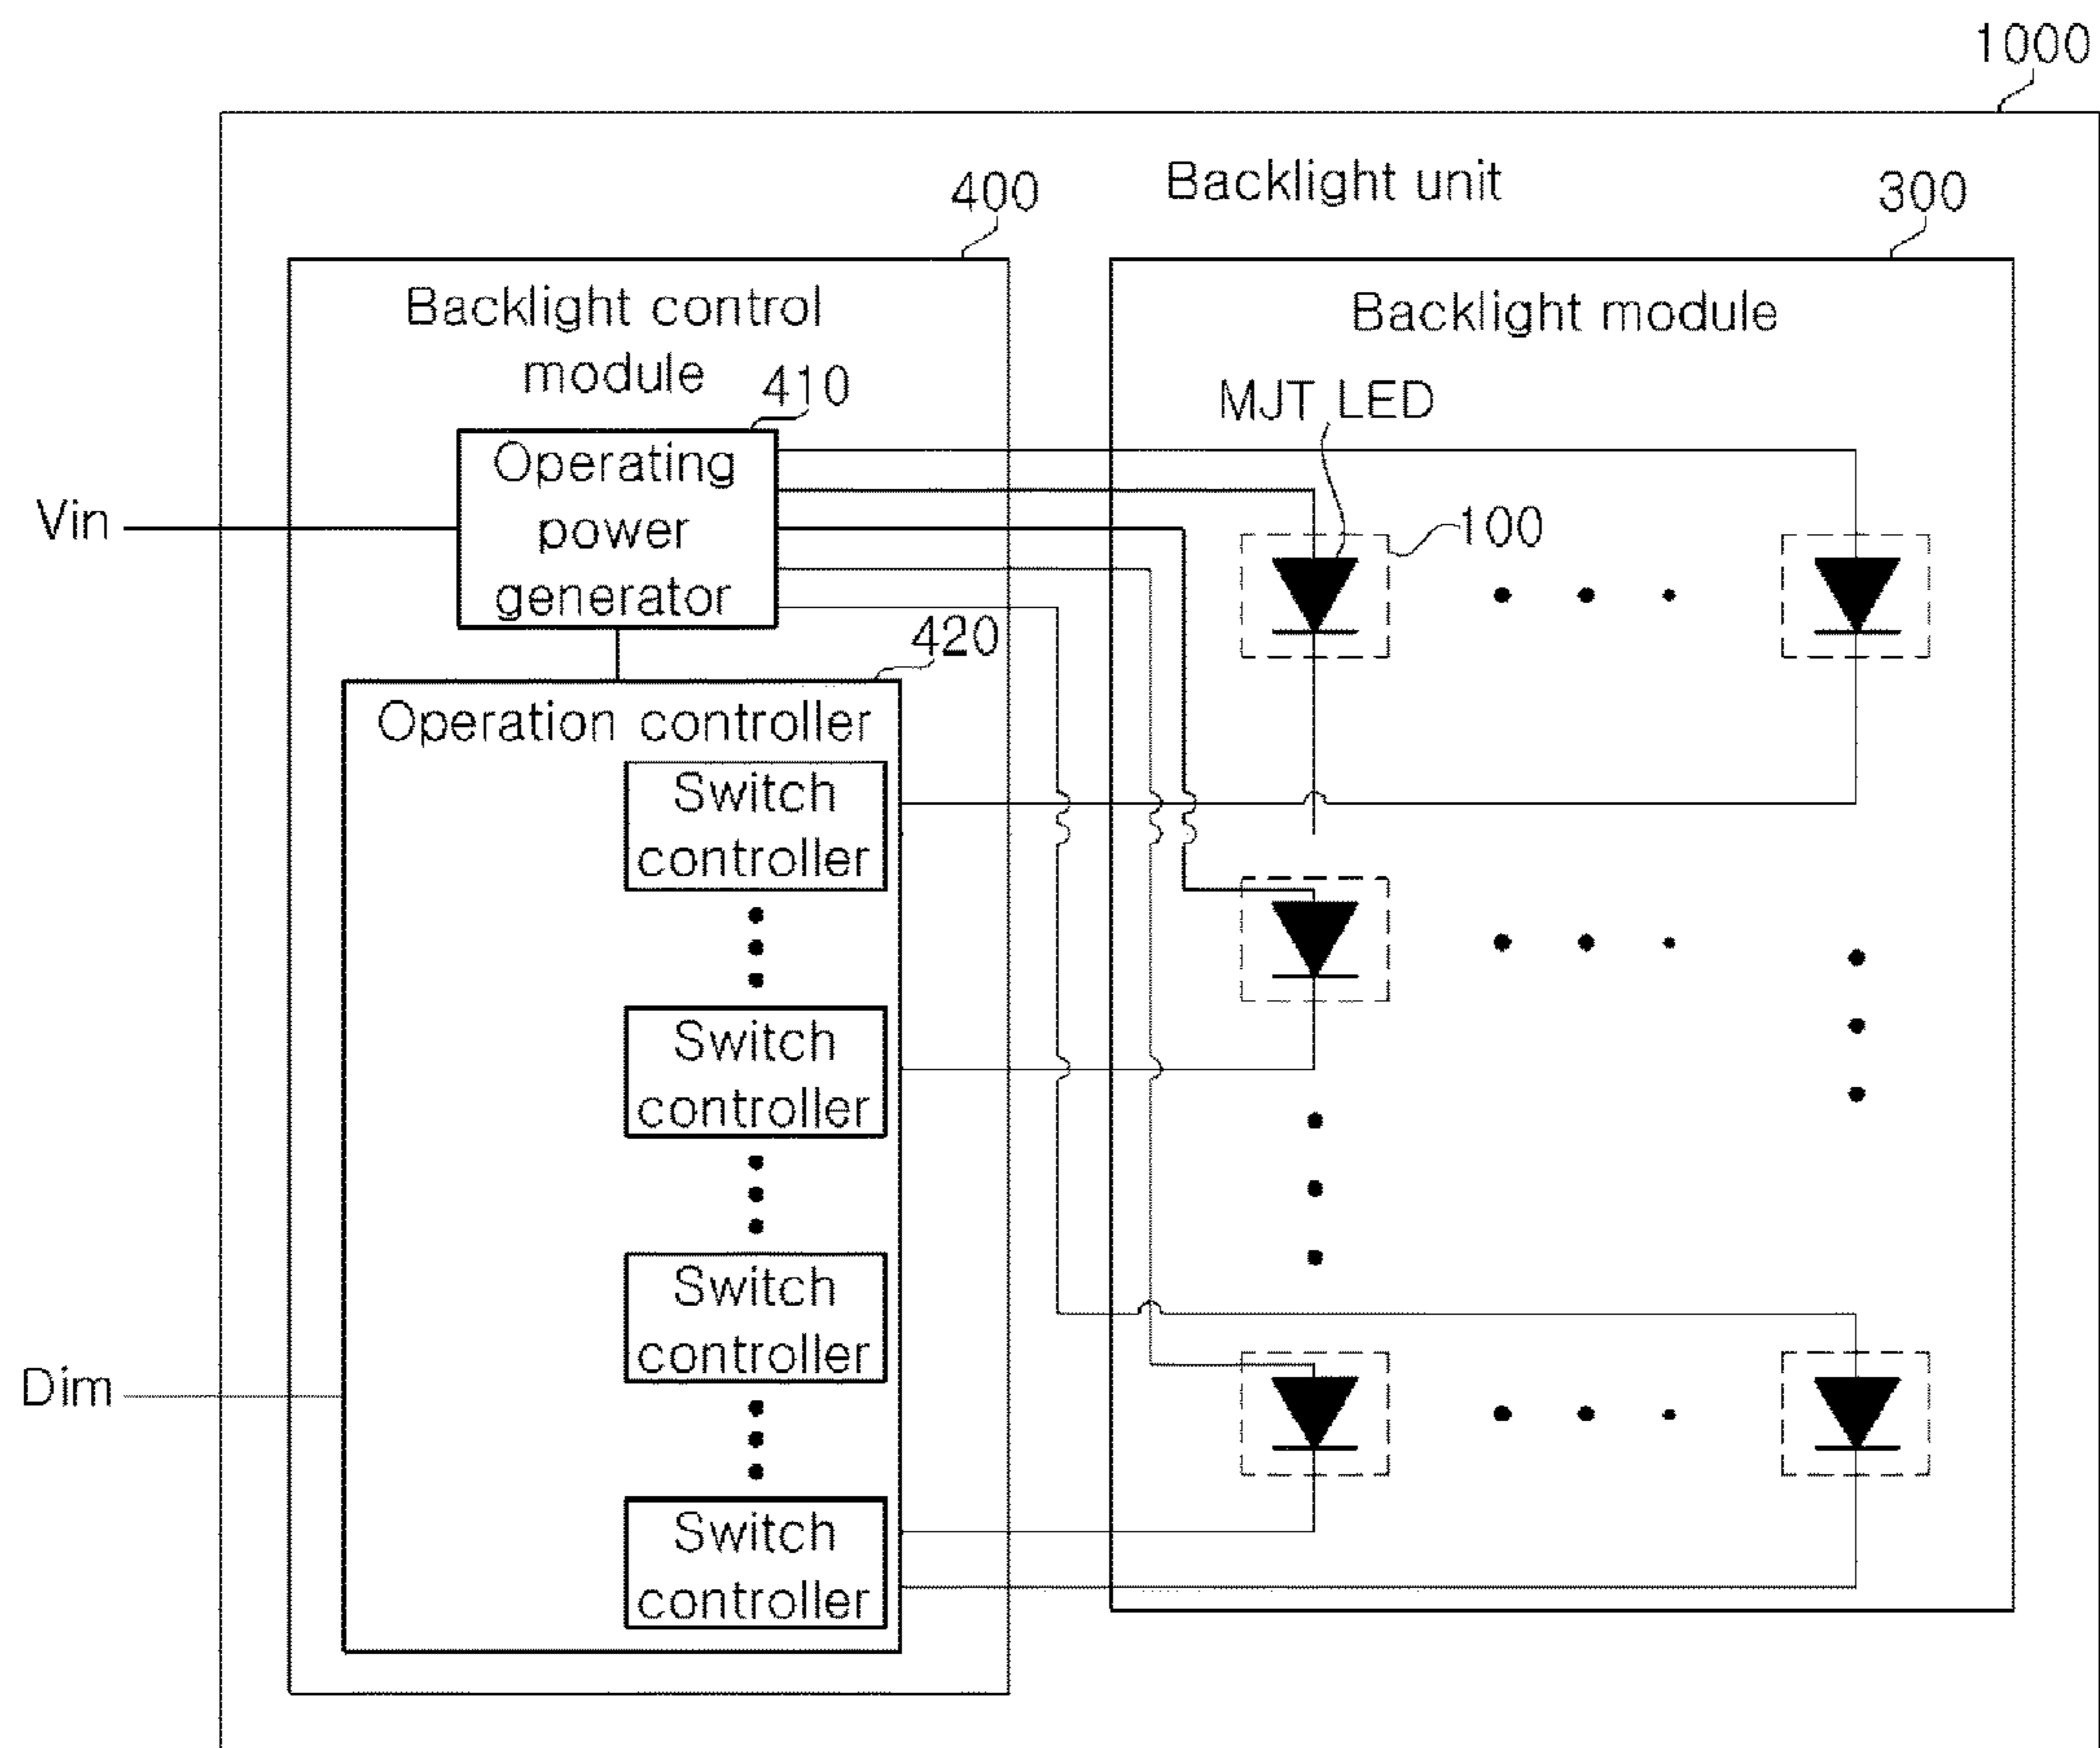 1000
Backlight unit
400
300
Backlight control
module
Backlight module
410
MJT LED
Operating
power
generator
Vin
100
420
Operation controller
Switch
controller
Switch
controller
Switch
controller
Dim
Switch
controller